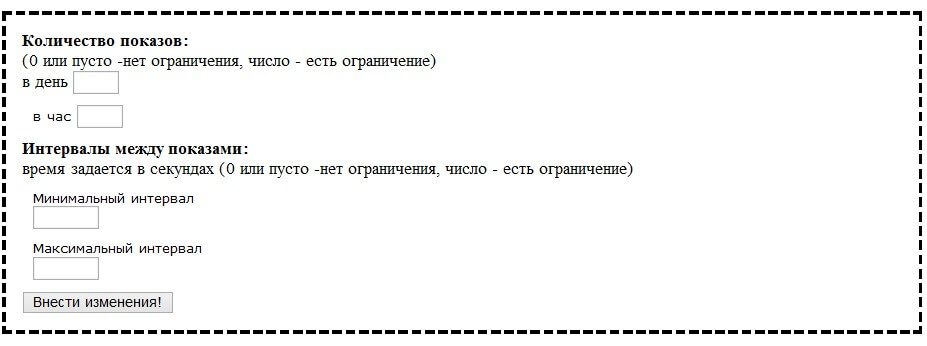 Количество показов:
(0 или пусто -нет ограничения, число - есть ограничение)
в день
в час
Интервалы между показами:
время задается в секундах (0 или пусто -нет ограничения, число - есть ограничение)
Минимальный интервал
Максимальный интервал
Внести изменения!